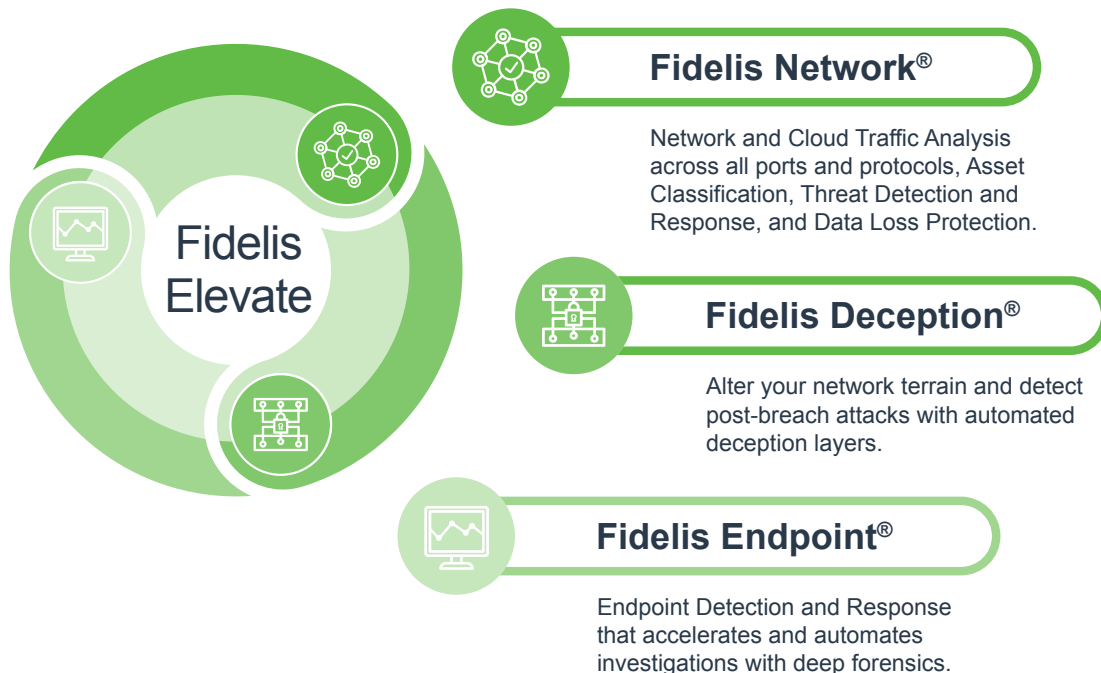 Fidelis
Elevate
Fidelis Network®
Network and Cloud Traffic Analysis
across all ports and protocols, Asset
Classification, Threat Detection and
Response, and Data Loss Protection.
Fidelis Deception®
Alter your network terrain and detect
post-breach attacks with automated
deception layers.
Fidelis Endpoint®
Endpoint Detection and Response
that accelerates and automates
investigations with deep forensics.